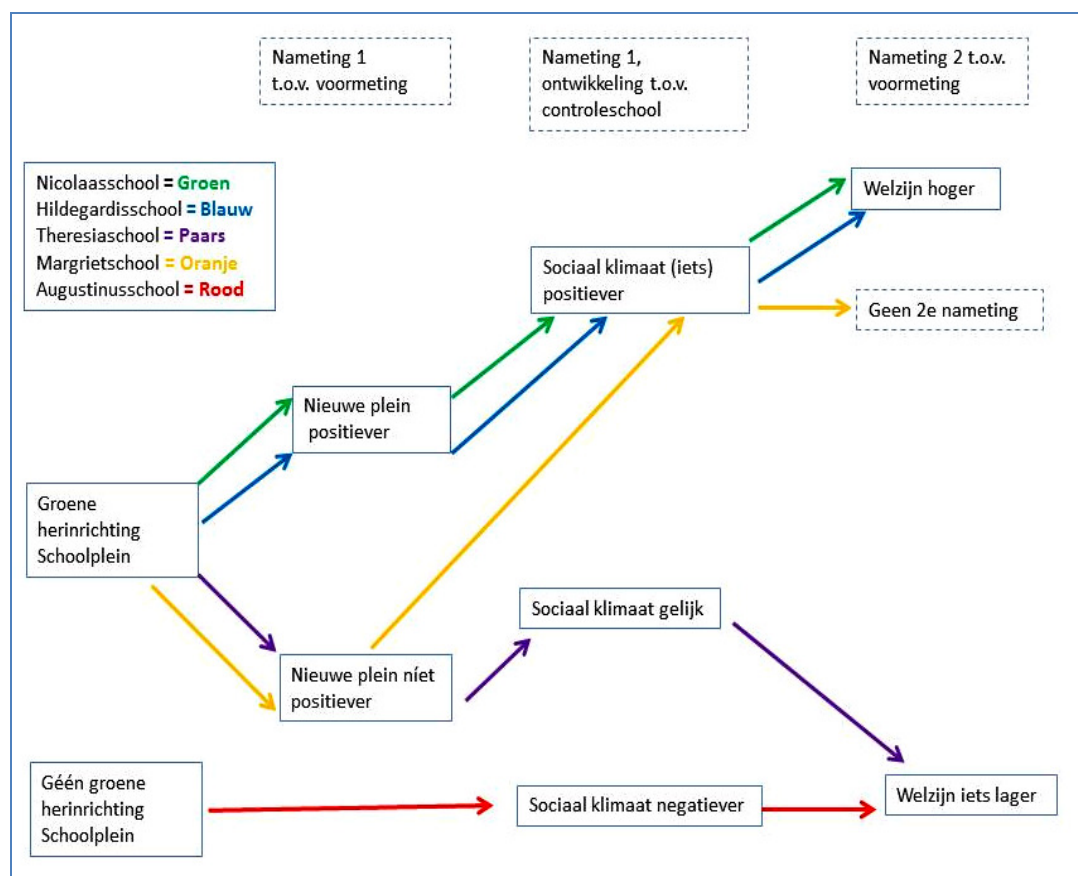 Nameting 1
t.o.v. voormeting
Nameting 1,
ontwikkeling t.o.v.
controleschool
Nameting 2 t.o.v.
voormeting
Nicolaasschool = Groen
Hildegardisschool = Blauw
Theresiaschool = Paars
Margrietschool = Oranje
Augustinusschool = Rood
Welzijn hoger
Sociaal klimaat (iets)
positiever
Geen 2e nameting
Nieuwe plein
positiever
Groene
herinrichting
Schoolplein
Sociaal klimaat gelijk
Nieuwe plein níet
positiever
Géén groene
herinrichting
Schoolplein
Sociaal klimaat negatiever
Welzijn iets lager